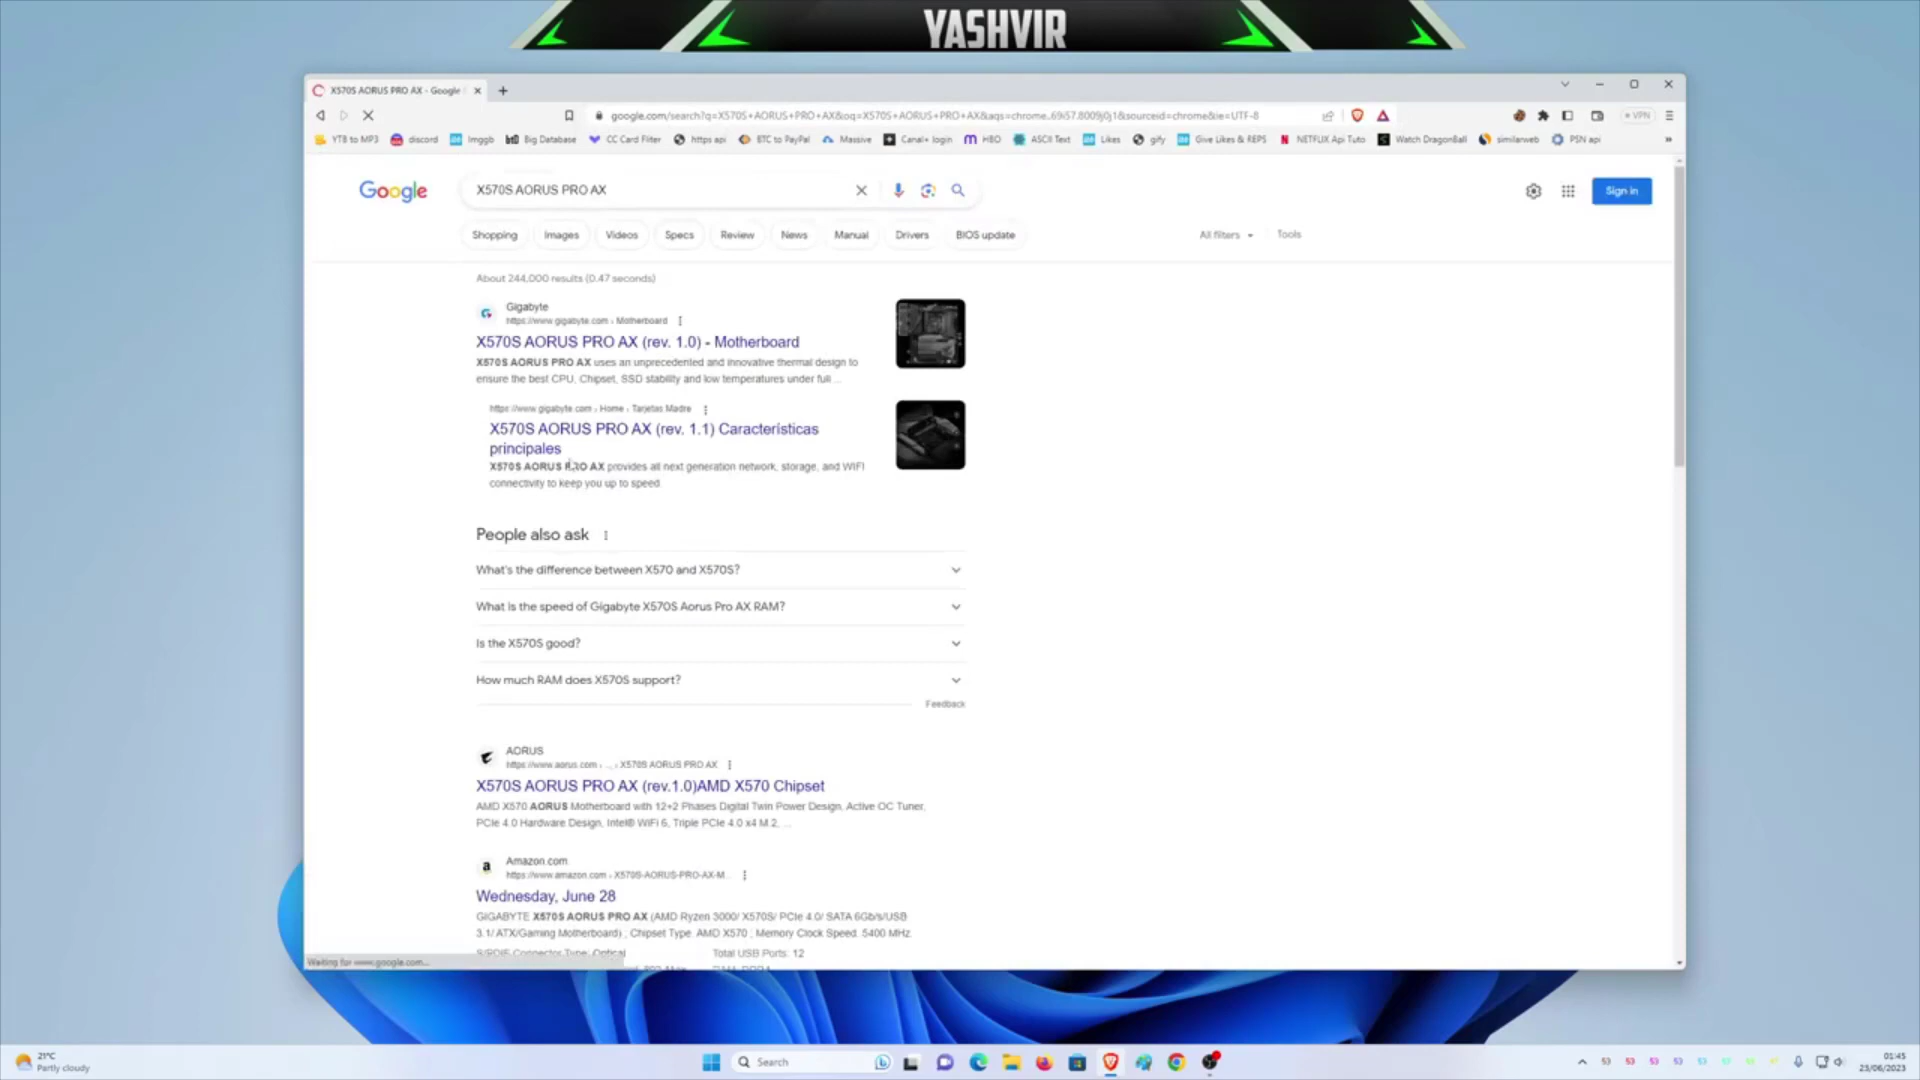 YASHVIR
X570S AORUS PRO AX - Google
google.com/search?q=X570S+AORUS+PRO+AX&oq=X570S+AORUS+PRO+AX&aqs=chrome..69i57.8009j0j1&sourceid=chrome&ie=UTF-8
VPN
YTB to MP3 discord Imggb Big Database CC Card Filter https api BTC to PayPal Massive Canal+ login HBO ASCII Text Likes gify Give Likes & REPS NETFLIX Api Tuto Watch DragonBall similarweb PSN api
Google
X570S AORUS PRO AX
Sign in
Shopping Images Videos Specs Review News Manual Drivers BIOS update All filters Tools
About 244,000 results (0.47 seconds)
Gigabyte
https://www.gigabyte.com › Motherboard
X570S AORUS PRO AX (rev. 1.0) - Motherboard
X570S AORUS PRO AX uses an unprecedented and innovative thermal design to
ensure the best CPU, Chipset, SSD stability and low temperatures under full ...
https://www.gigabyte.com › Home › Tarjetas Madre
X570S AORUS PRO AX (rev. 1.1) Características
principales
X570S AORUS PRO AX provides all next generation network, storage, and WIFI
connectivity to keep you up to speed
People also ask
What's the difference between X570 and X570S?
What is the speed of Gigabyte X570S Aorus Pro AX RAM?
Is the X570S good?
How much RAM does X570S support?
Feedback
AORUS
https://www.aorus.com › ... › X570S AORUS PRO AX
X570S AORUS PRO AX (rev.1.0)AMD X570 Chipset
AMD X570 AORUS Motherboard with 12+2 Phases Digital Twin Power Design, Active OC Tuner,
PCIe 4.0 Hardware Design, Intel® WiFi 6, Triple PCIe 4.0 x4 M.2, ...
Amazon.com
https://www.amazon.com › X570S-AORUS-PRO-AX-M...
Wednesday, June 28
GIGABYTE X570S AORUS PRO AX (AMD Ryzen 3000/ X570S/ PCIe 4.0/ SATA 6Gb/s/USB
3.1/ ATX/Gaming Motherboard) ; Chipset Type. AMD X570 ; Memory Clock Speed. 5400 MHz.
S/PDIF Connector Type: Optical Total USB Ports: 12
Waiting for www.google.com...
21°C
Partly cloudy
Search
01:45
23/06/2023